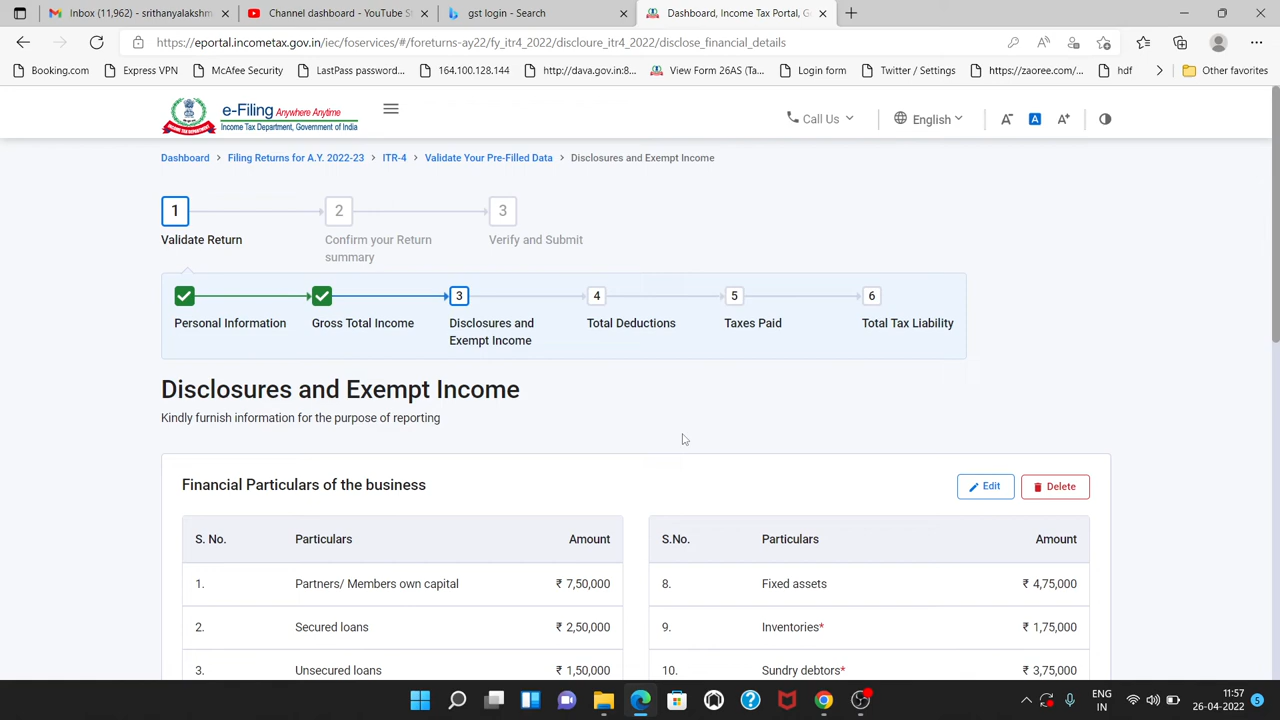 Inbox (11,962) - srithanyalakshm
Channel dashboard - YouTube S
gst login - Search
Dashboard, Income Tax Portal, G
https://eportal.incometax.gov.in/iec/foservices/#/foreturns-ay22/fy_itr4_2022/discloure_itr4_2022/disclose_financial_details
Booking.com
Express VPN
McAfee Security
LastPass password...
164.100.128.144
http://dava.gov.in:8...
View Form 26AS (Ta...
Login form
Twitter / Settings
https://zaoree.com/...
hdf
Other favorites
e-Filing Anywhere Anytime
Income Tax Department, Government of India
Call Us
English
A-
A
A+
Dashboard > Filing Returns for A.Y. 2022-23 > ITR-4 > Validate Your Pre-Filled Data > Disclosures and Exempt Income
1
2
3
Validate Return
Confirm your Return
summary
Verify and Submit
3
4
5
6
Personal Information
Gross Total Income
Disclosures and
Exempt Income
Total Deductions
Taxes Paid
Total Tax Liability
Disclosures and Exempt Income
Kindly furnish information for the purpose of reporting
Financial Particulars of the business
Edit
Delete
S. No. Particulars Amount
1. Partners/ Members own capital ₹ 7,50,000
2. Secured loans ₹ 2,50,000
3. Unsecured loans ₹ 1,50,000
S.No. Particulars Amount
8. Fixed assets ₹ 4,75,000
9. Inventories* ₹ 1,75,000
10. Sundry debtors* ₹ 3,75,000
ENG
IN
11:57
26-04-2022
5